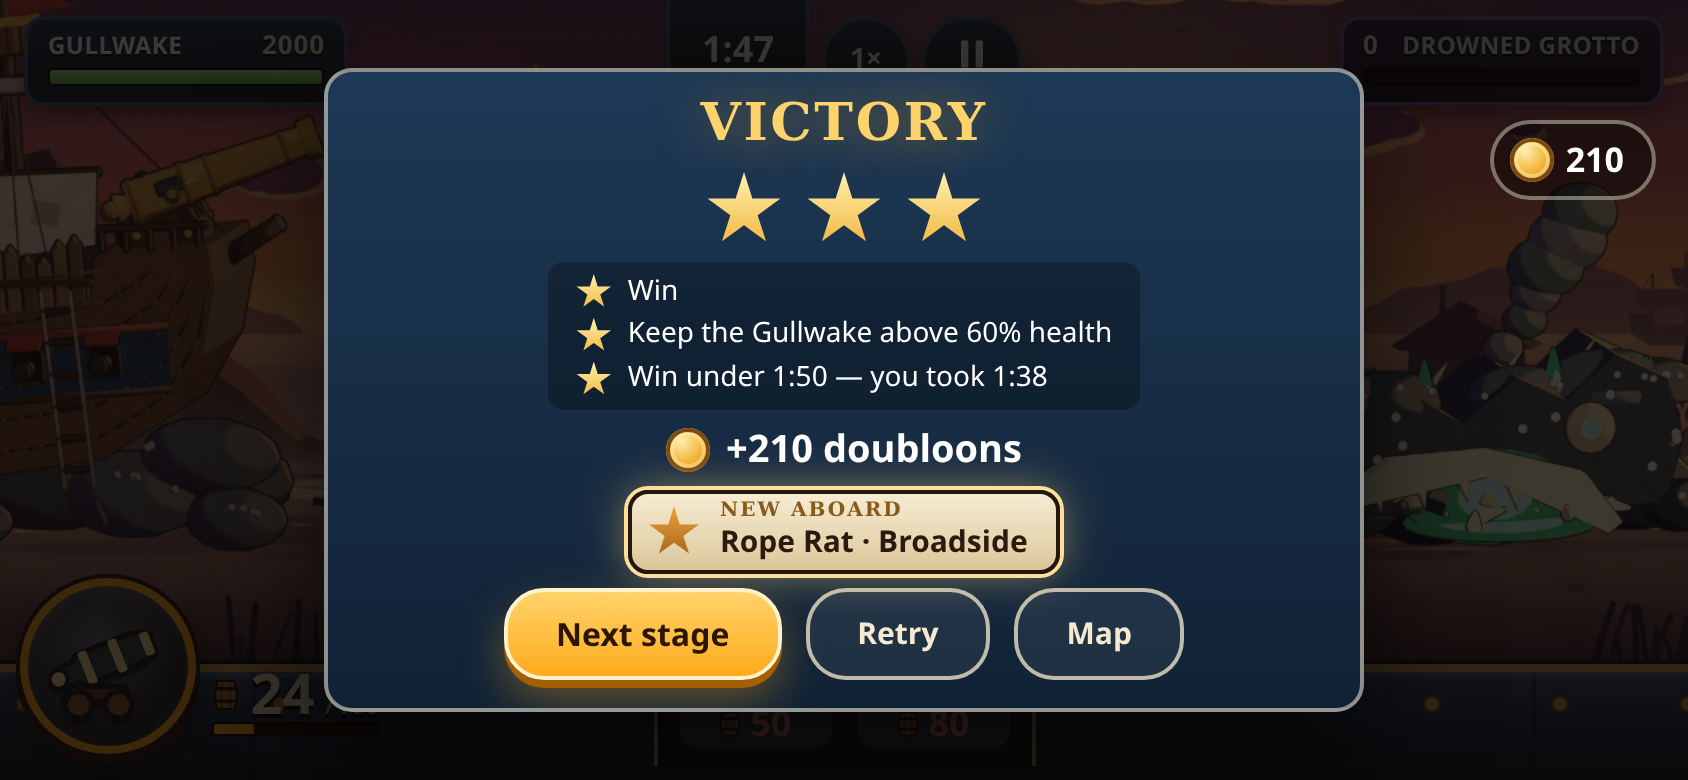 GULLWAKE 2000
1:47
1×
0 DROWNED GROTTO
210
VICTORY
Win
Keep the Gullwake above 60% health
Win under 1:50 — you took 1:38
+210 doubloons
NEW ABOARD
Rope Rat · Broadside
Next stage
Retry
Map
24
50
80